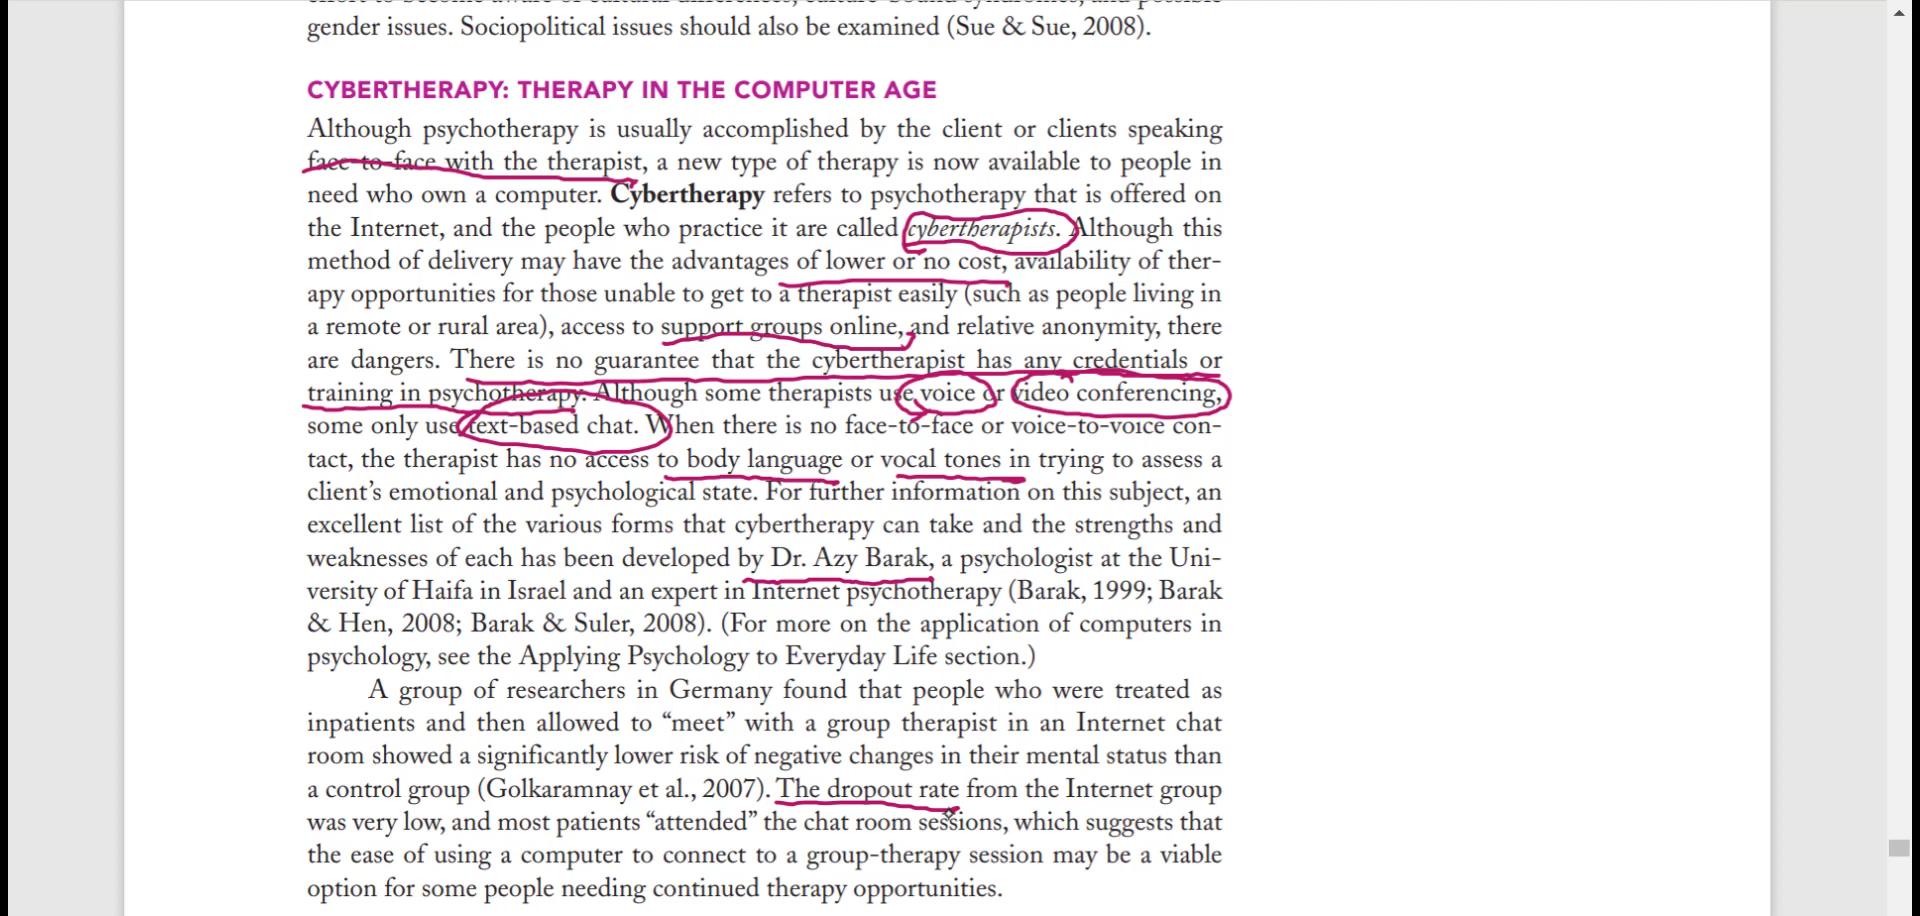 gender issues. Sociopolitical issues should also be examined (Sue & Sue, 2008).
CYBERTHERAPY: THERAPY IN THE COMPUTER AGE
Although psychotherapy is usually accomplished by the client or clients speaking
face-to-face with the therapist, a new type of therapy is now available to people in
need who own a computer. Cybertherapy refers to psychotherapy that is offered on
the Internet, and the people who practice it are called cybertherapists. Although this
method of delivery may have the advantages of lower or no cost, availability of ther-
apy opportunities for those unable to get to a therapist easily (such as people living in
a remote or rural area), access to support groups online, and relative anonymity, there
are dangers. There is no guarantee that the cybertherapist has any credentials or
training in psychotherapy. Although some therapists use voice or video conferencing,
some only use text-based chat. When there is no face-to-face or voice-to-voice con-
tact, the therapist has no access to body language or vocal tones in trying to assess a
client’s emotional and psychological state. For further information on this subject, an
excellent list of the various forms that cybertherapy can take and the strengths and
weaknesses of each has been developed by Dr. Azy Barak, a psychologist at the Uni-
versity of Haifa in Israel and an expert in Internet psychotherapy (Barak, 1999; Barak
& Hen, 2008; Barak & Suler, 2008). (For more on the application of computers in
psychology, see the Applying Psychology to Everyday Life section.)
A group of researchers in Germany found that people who were treated as
inpatients and then allowed to “meet” with a group therapist in an Internet chat
room showed a significantly lower risk of negative changes in their mental status than
a control group (Golkaramnay et al., 2007). The dropout rate from the Internet group
was very low, and most patients “attended” the chat room sessions, which suggests that
the ease of using a computer to connect to a group-therapy session may be a viable
option for some people needing continued therapy opportunities.